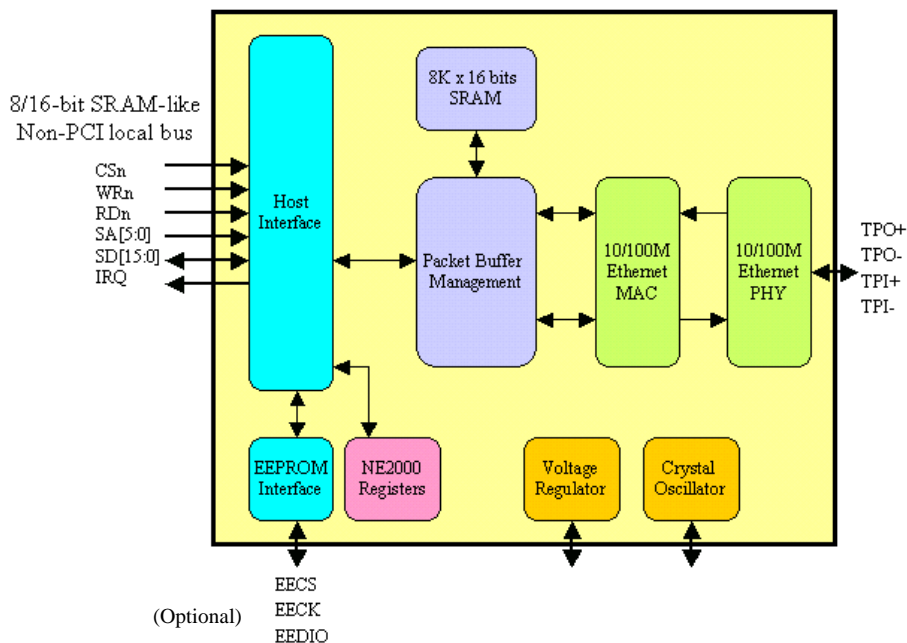 8K x 16 bits
SRAM
8/16-bit SRAM-like
Non-PCI local bus
CSn
WRn
RDn
SA[5:0]
SD[15:0]
IRQ
Host
Interface
Packet Buffer
Management
10/100M
Ethernet
MAC
10/100M
Ethernet
PHY
TPO+
TPO-
TPI+
TPI-
EEPROM
Interface
NE2000
Registers
Voltage
Regulator
Crystal
Oscillator
(Optional)
EECS
EECK
EEDIO